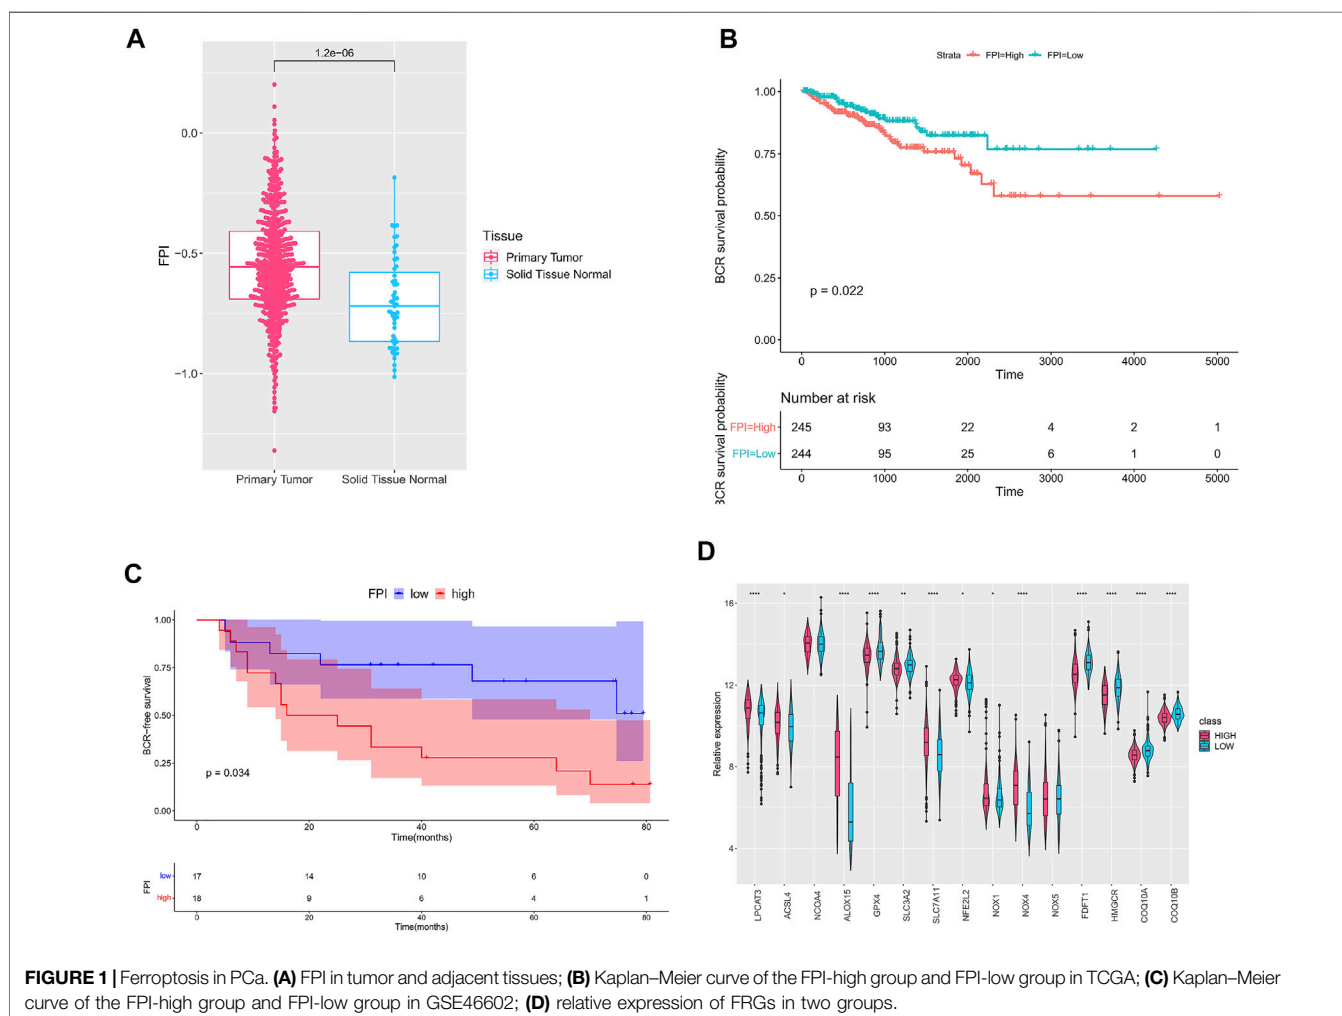 A
1.2e−06
0.0
−0.5
−1.0
FPI
Primary Tumor
Solid Tissue Normal
Tissue
Primary Tumor
Solid Tissue Normal
B
Strata FPI=High FPI=Low
1.00
0.75
0.50
0.25
0.00
BCR survival probability
p = 0.022
0 1000 2000 3000 4000 5000
Time
Number at risk
FPI=High 245 93 22 4 2 1
FPI=Low 244 95 25 6 1 0
BCR survival probability
0 1000 2000 3000 4000 5000
Time
C
FPI low high
1.00
0.75
0.50
0.25
0.00
BCR−free survival
p = 0.034
0 20 40 60 80
Time(months)
FPI
low 17 14 10 6 0
high 18 9 6 4 1
0 20 40 60 80
Time(months)
D
**** * **** **** ** **** * * **** **** **** **** ****
16
12
8
4
Relative expression
LPCAT3
ACSL4
NCOA4
ALOX15
GPX4
SLC3A2
SLC7A11
NFE2L2
NOX1
NOX4
NOX5
FDFT1
HMGCR
COQ10A
COQ10B
class
HIGH
LOW
FIGURE 1 | Ferroptosis in PCa. (A) FPI in tumor and adjacent tissues; (B) Kaplan–Meier curve of the FPI-high group and FPI-low group in TCGA; (C) Kaplan–Meier
curve of the FPI-high group and FPI-low group in GSE46602; (D) relative expression of FRGs in two groups.